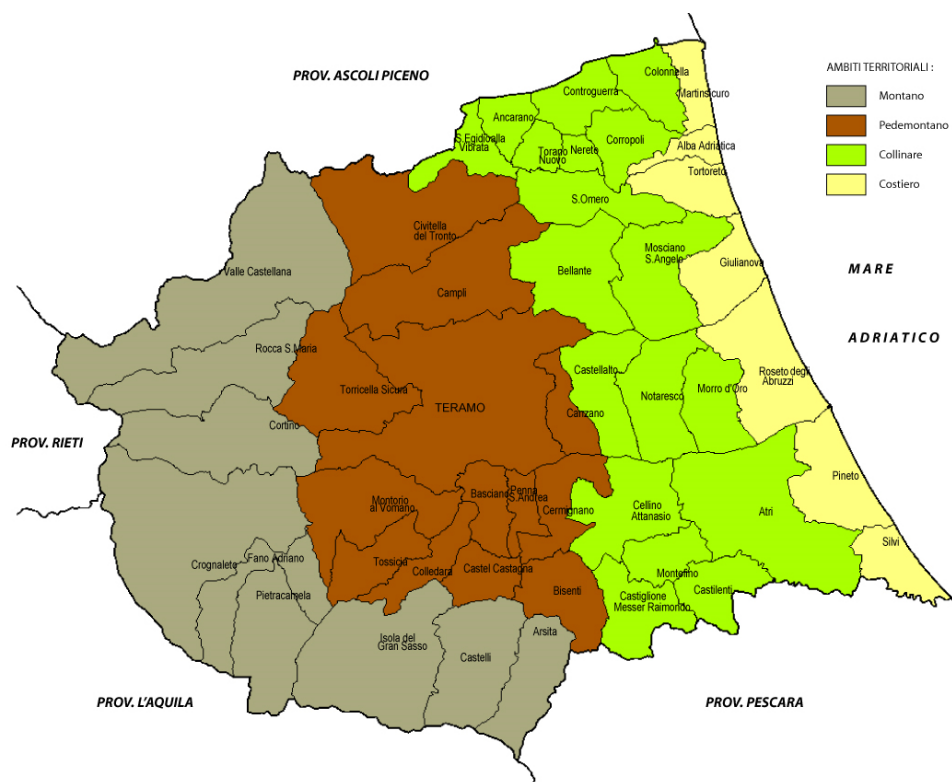 PROV. ASCOLI PICENO
AMBITI TERRITORIALI :
Montano
Pedemontano
Collinare
Costiero
Colonnella
Martinsicuro
Controguerra
Ancarano
S.Egidioalla
Vibrata
Torano
Nuovo
Nereto
Corropoli
Alba Adriatica
Tortoreto
S.Omero
Civitella
del Tronto
Mosciano
S.Angelo
Giulianova
Bellante
Valle Castellana
Campli
MARE
ADRIATICO
Rocca S.Maria
Torricella Sicura
TERAMO
Castellalto
Canzano
Notaresco
Morro d'Oro
Roseto degli
Abruzzi
Cortino
PROV. RIETI
Pineto
Montorio
al Vomano
Basciano
Penna
S.Andrea
Cermignano
Cellino
Attanasio
Atri
Silvi
Crognaleto
Fano Adriano
Tossicia
Colledara
Castel Castagna
Montefino
Pietracamela
Bisenti
Castiglione
Messer Raimondo
Castilenti
Isola del
Gran Sasso
Castelli
Arsita
PROV. L'AQUILA
PROV. PESCARA